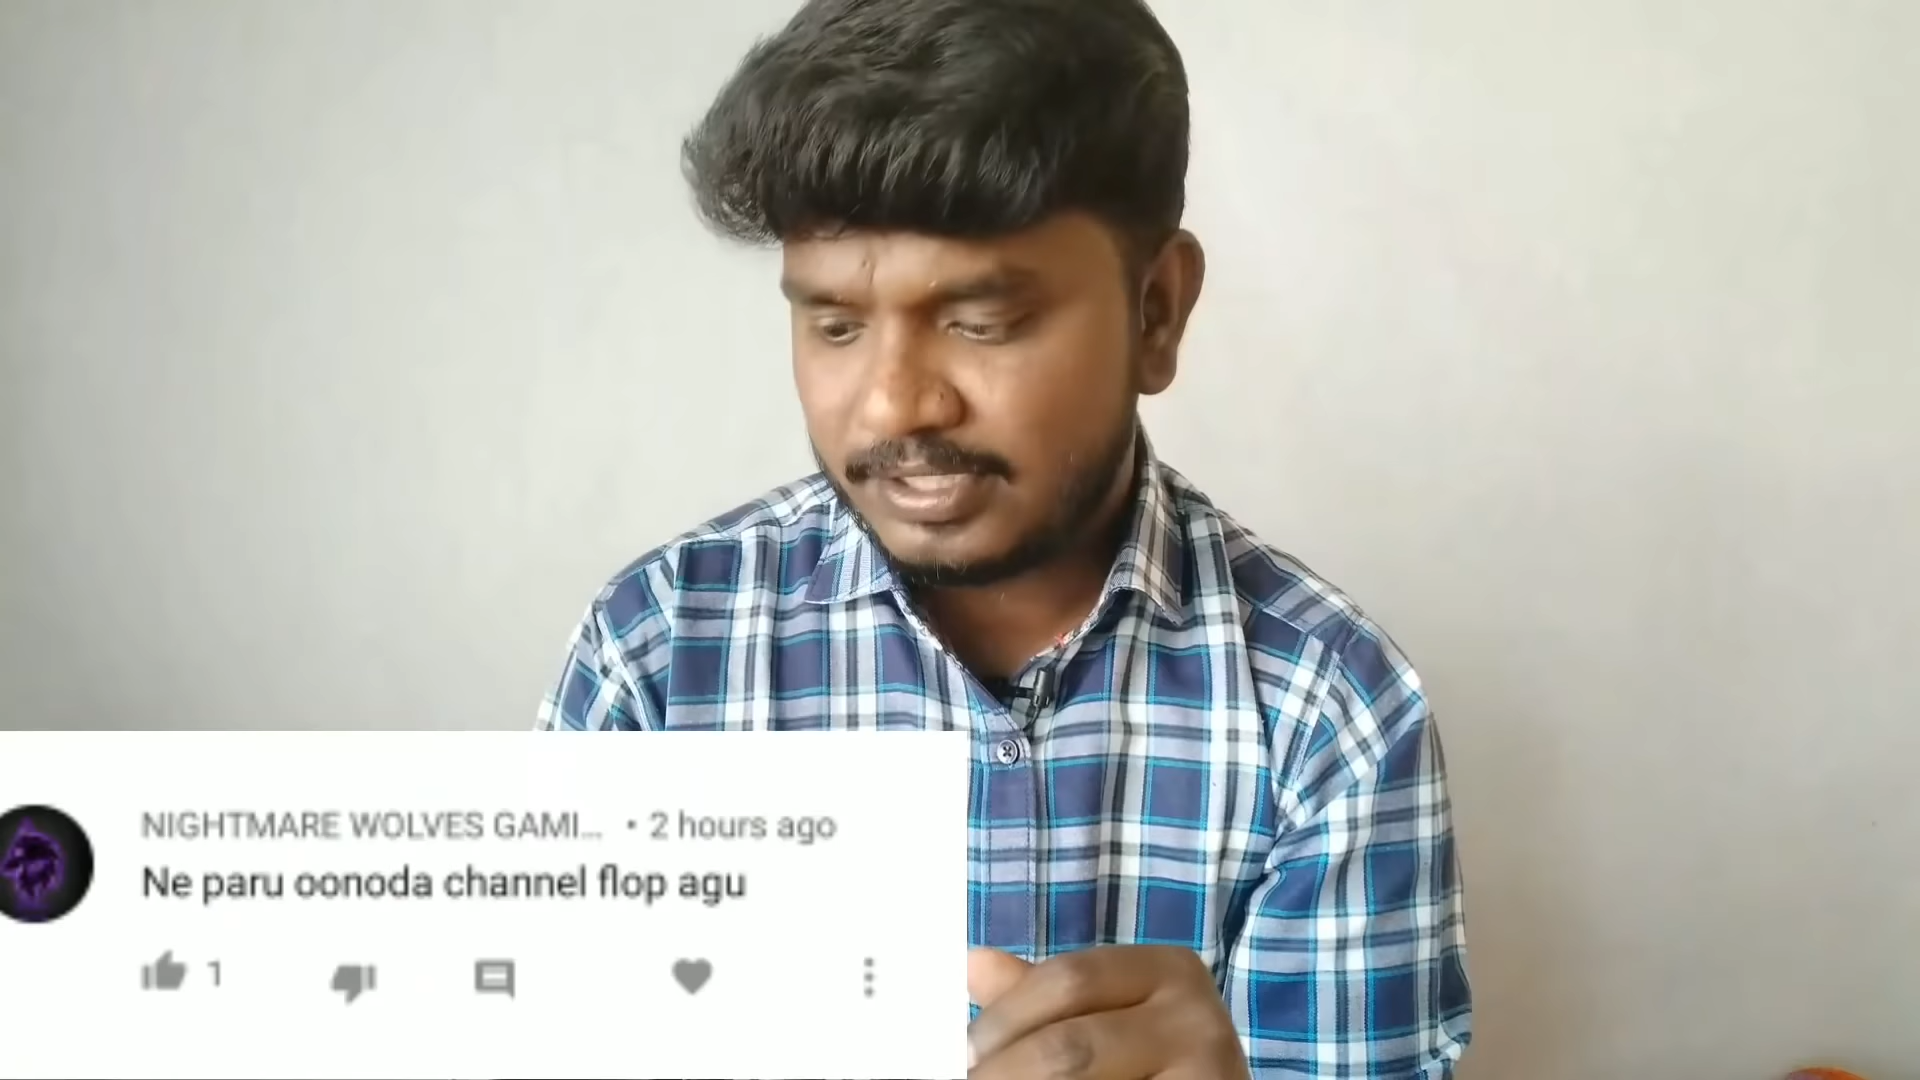 NIGHTMARE WOLVES GAMI... • 2 hours ago
Ne paru oonoda channel flop agu
1